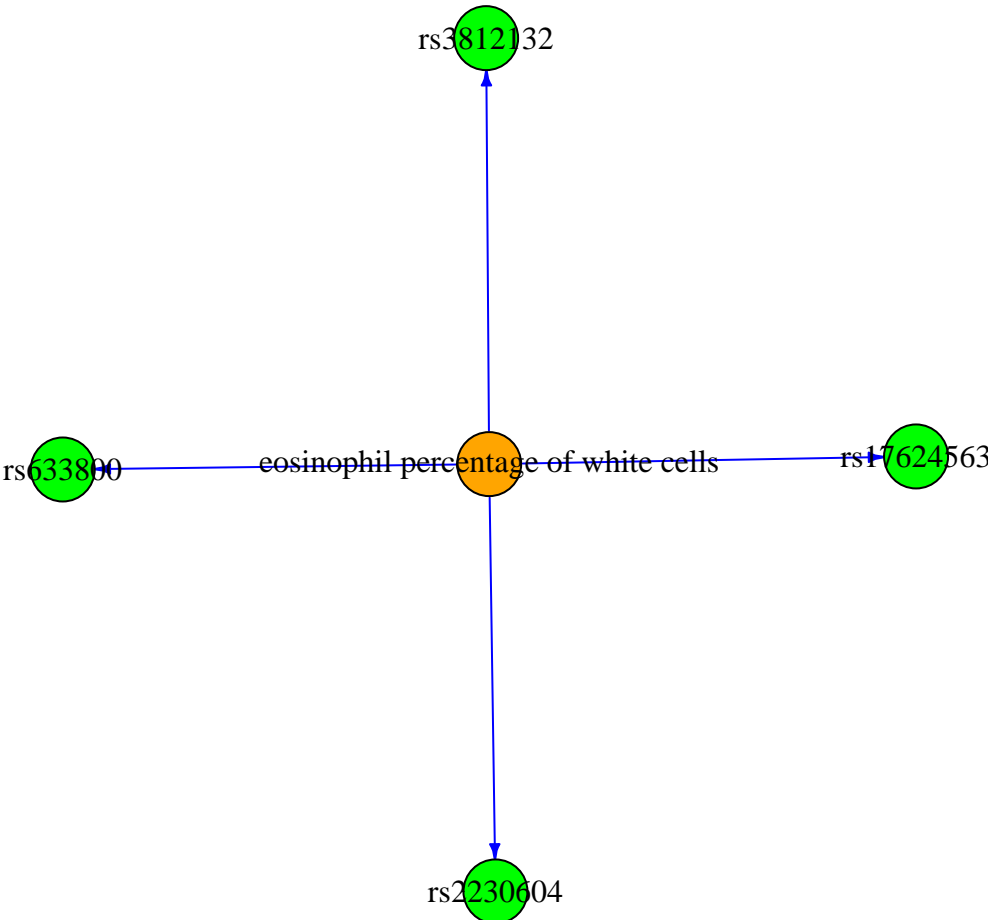 rs3812132
rs633800
eosinophil percentage of white cells
rs17624563
rs2230604